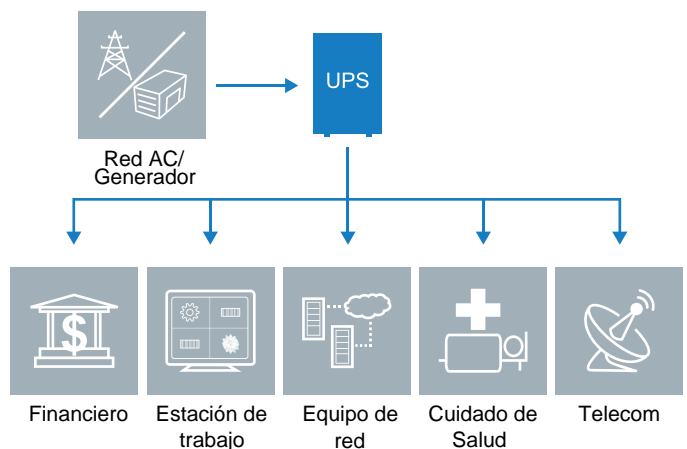 UPS
Red AC/
Generador
Financiero
Estación de
trabajo
Equipo de
red
Cuidado de
Salud
Telecom